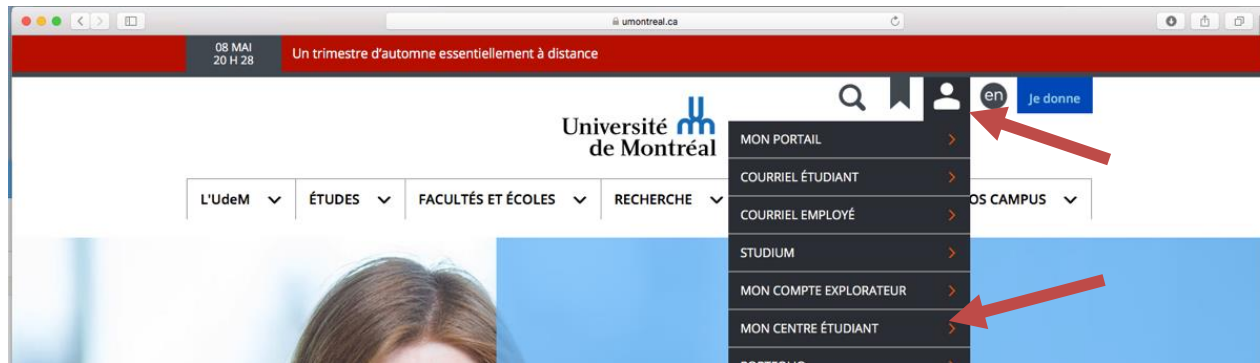 umontreal.ca
08 MAI
20 H 28
Un trimestre d'automne essentiellement à distance
en
Je donne
Université
de Montréal
MON PORTAIL
COURRIEL ÉTUDIANT
COURRIEL EMPLOYÉ
STUDIUM
MON COMPTE EXPLORATEUR
MON CENTRE ÉTUDIANT
L'UdeM ÉTUDES FACULTÉS ET ÉCOLES RECHERCHE OS CAMPUS